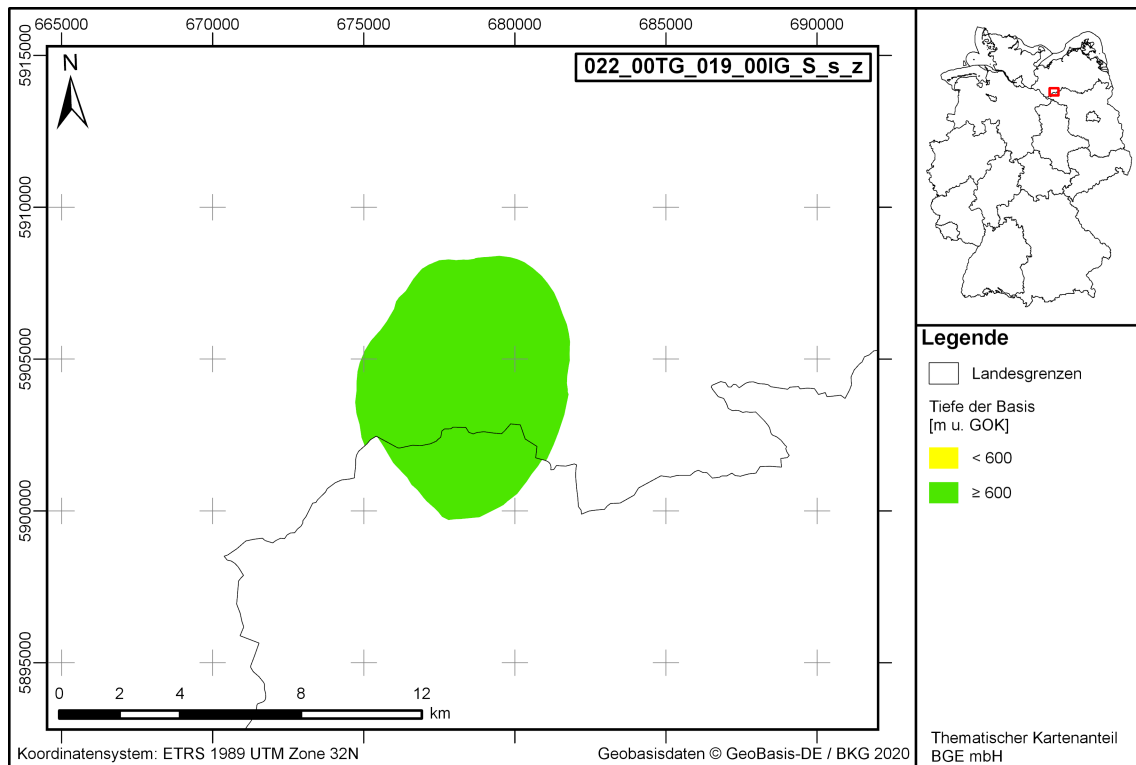 665000 670000 675000 680000 685000 690000
5915000
5910000
5905000
5900000
5895000
N
022_00TG_019_00IG_S_s_z
0 2 4 8 12
km
Koordinatensystem: ETRS 1989 UTM Zone 32N
Geobasisdaten © GeoBasis-DE / BKG 2020
Legende
Landesgrenzen
Tiefe der Basis
[m u. GOK]
< 600
≥ 600
Thematischer Kartenanteil
BGE mbH